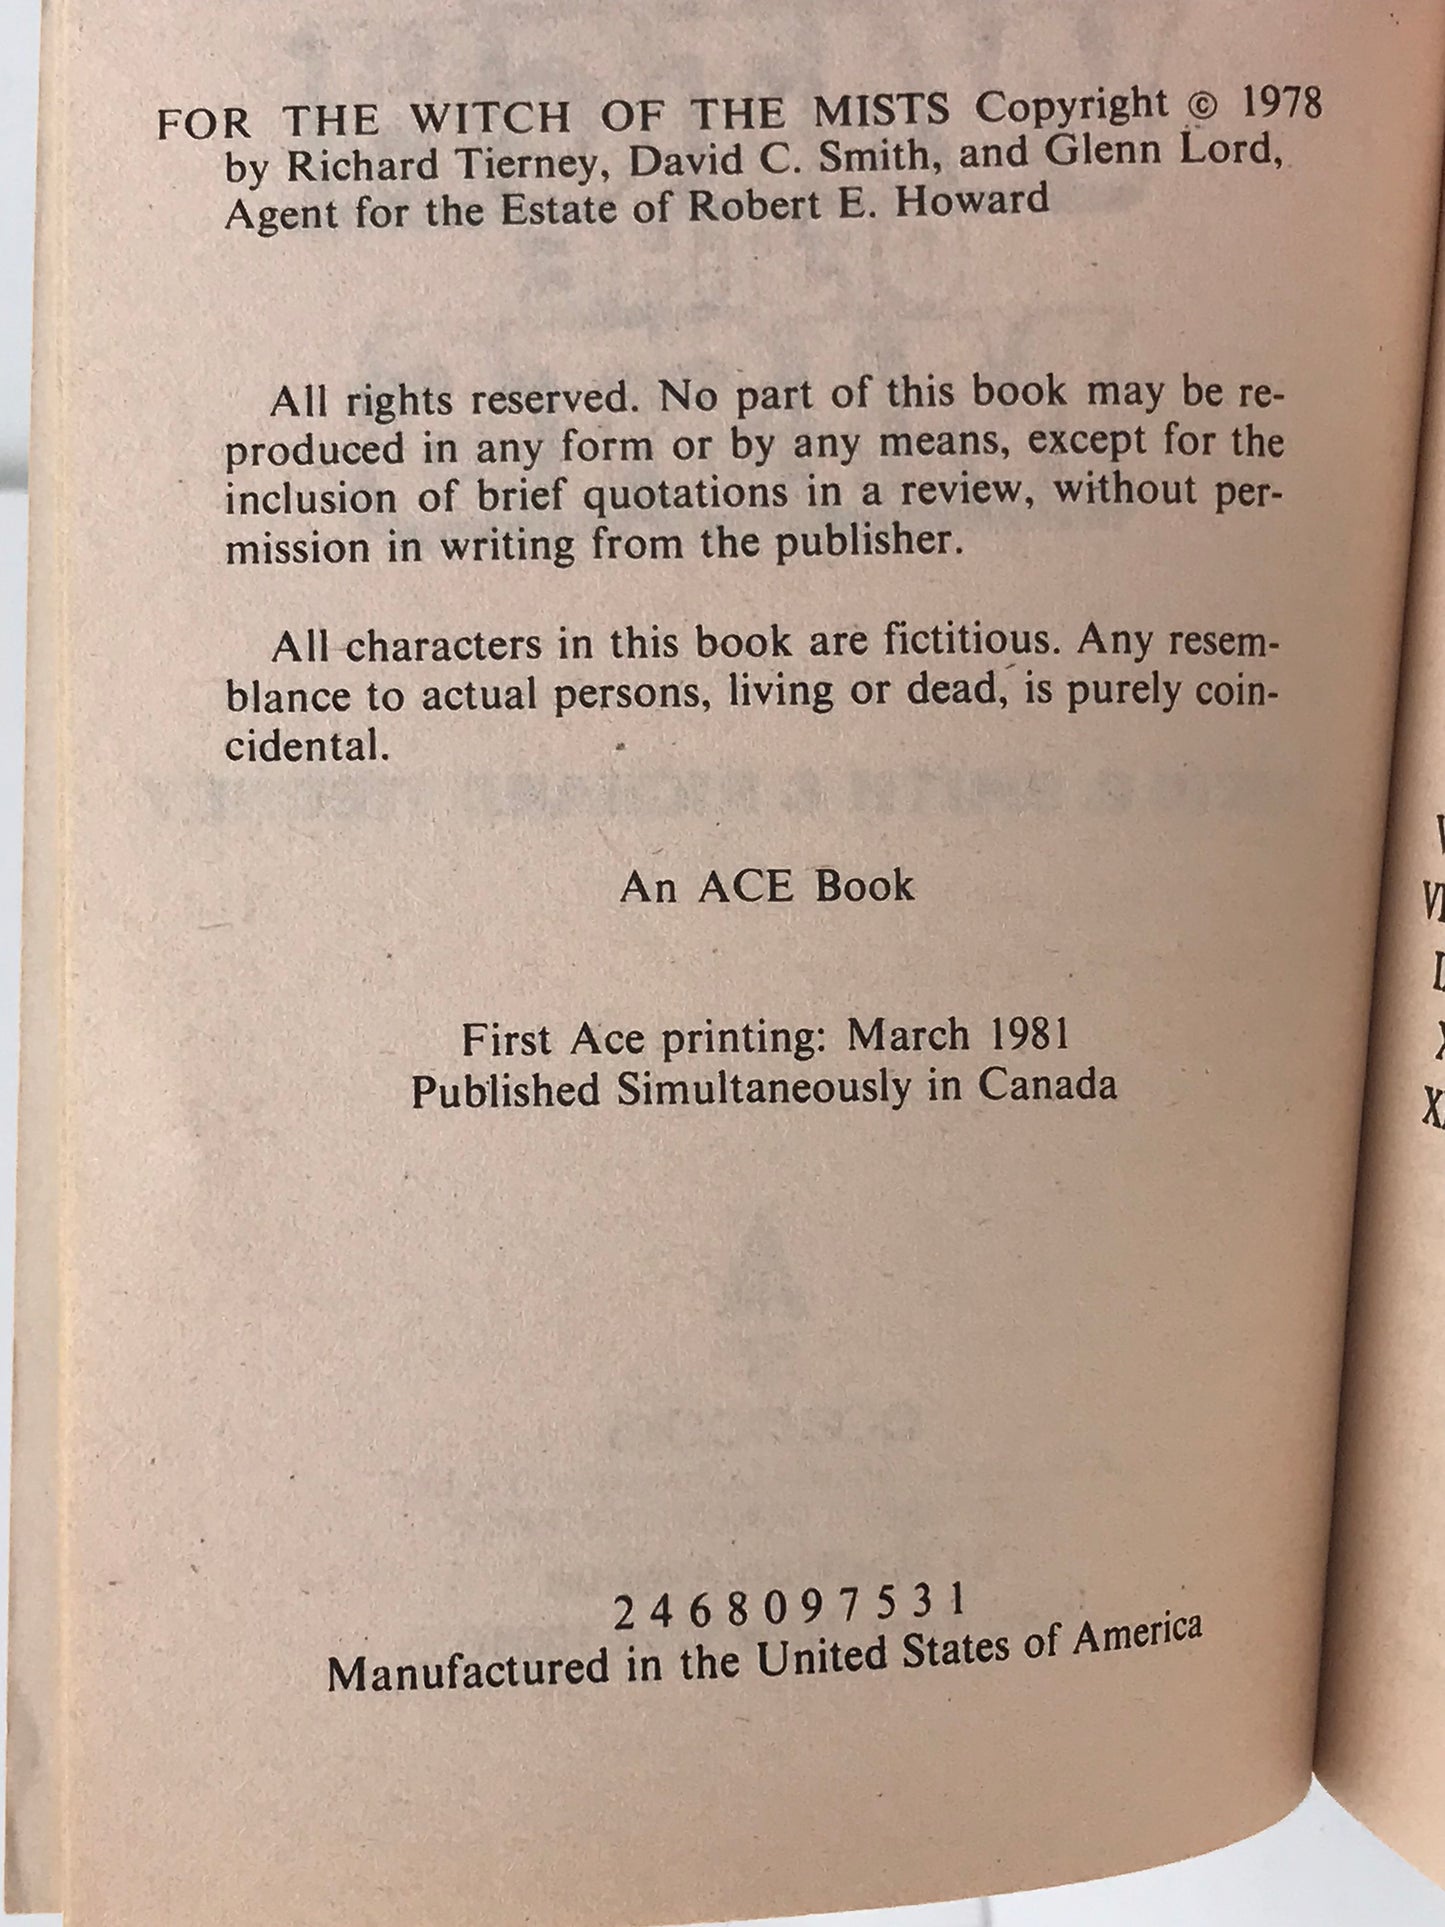 FOR THE WITCH OF THE MISTS Copyright © 1978
by Richard Tierney, David C. Smith, and Glenn Lord,
Agent for the Estate of Robert E. Howard
All rights reserved. No part of this book may be re-
produced in any form or by any means, except for the
inclusion of brief quotations in a review, without per-
mission in writing from the publisher.
All characters in this book are fictitious. Any resem-
blance to actual persons, living or dead, is purely coin-
cidental.
An ACE Book
First Ace printing: March 1981
Published Simultaneously in Canada
2 4 6 8 0 9 7 5 3 1
Manufactured in the United States of America